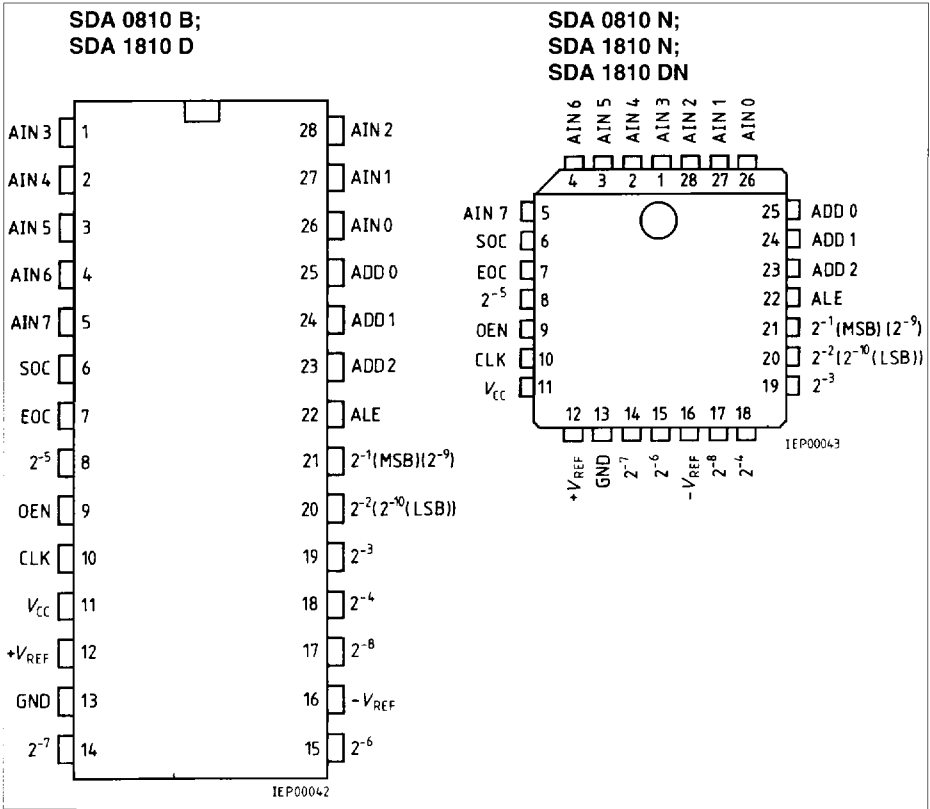 SDA 0810 B;
SDA 1810 D
AIN 3 1
AIN 4 2
AIN 5 3
AIN 6 4
AIN 7 5
SOC 6
EOC 7
2⁻⁵ 8
OEN 9
CLK 10
V_CC 11
+V_REF 12
GND 13
2⁻⁷ 14
28 AIN 2
27 AIN 1
26 AIN 0
25 ADD 0
24 ADD 1
23 ADD 2
22 ALE
21 2⁻¹(MSB)(2⁻⁹)
20 2⁻²(2⁻¹⁰(LSB))
19 2⁻³
18 2⁻⁴
17 2⁻⁸
16 -V_REF
15 2⁻⁶
IEP00042
SDA 0810 N;
SDA 1810 N;
SDA 1810 DN
AIN 6 AIN 5 AIN 4 AIN 3 AIN 2 AIN 1 AIN 0
4 3 2 1 28 27 26
AIN 7 5
SOC 6
EOC 7
2⁻⁵ 8
OEN 9
CLK 10
V_CC 11
25 ADD 0
24 ADD 1
23 ADD 2
22 ALE
21 2⁻¹(MSB)(2⁻⁹)
20 2⁻²(2⁻¹⁰(LSB))
19 2⁻³
12 13 14 15 16 17 18
+V_REF GND 2⁻⁷ 2⁻⁶ -V_REF 2⁻⁸ 2⁻⁴
IEP00043